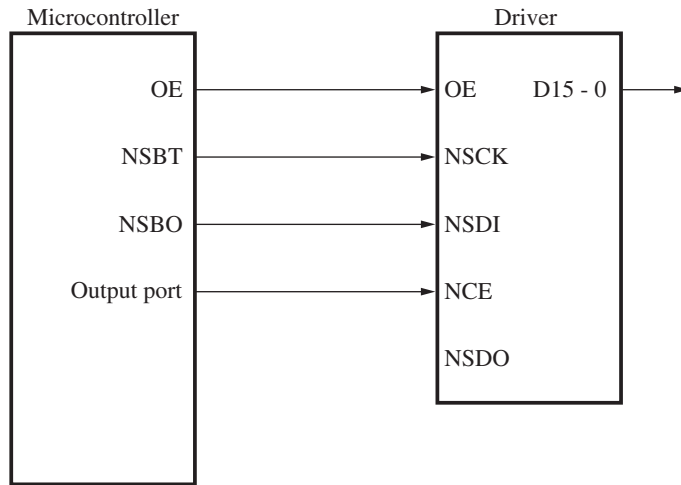 Microcontroller
Driver
OE
OE
D15 - 0
NSBT
NSCK
NSBO
NSDI
Output port
NCE
NSDO